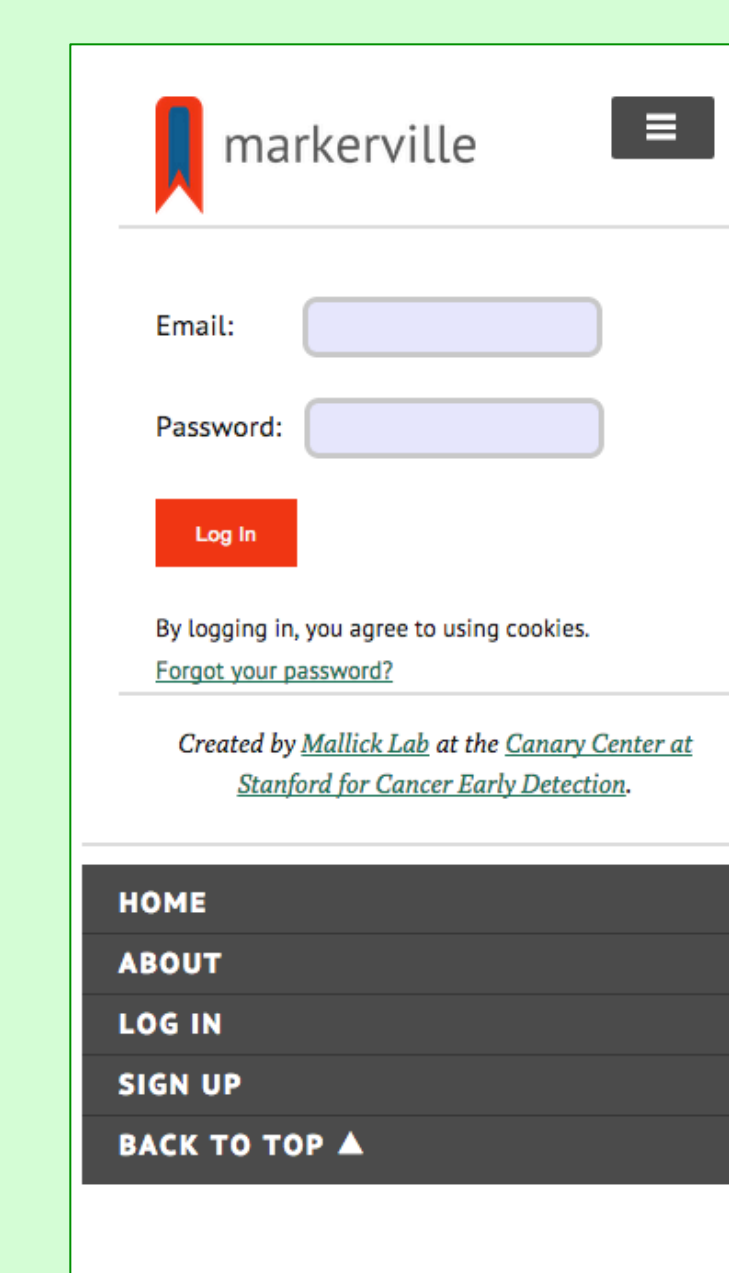 markerville
Email:
Password:
Log In
By logging in, you agree to using cookies.
Forgot your password?
Created by Mallick Lab at the Canary Center at
Stanford for Cancer Early Detection.
HOME
ABOUT
LOG IN
SIGN UP
BACK TO TOP ▲